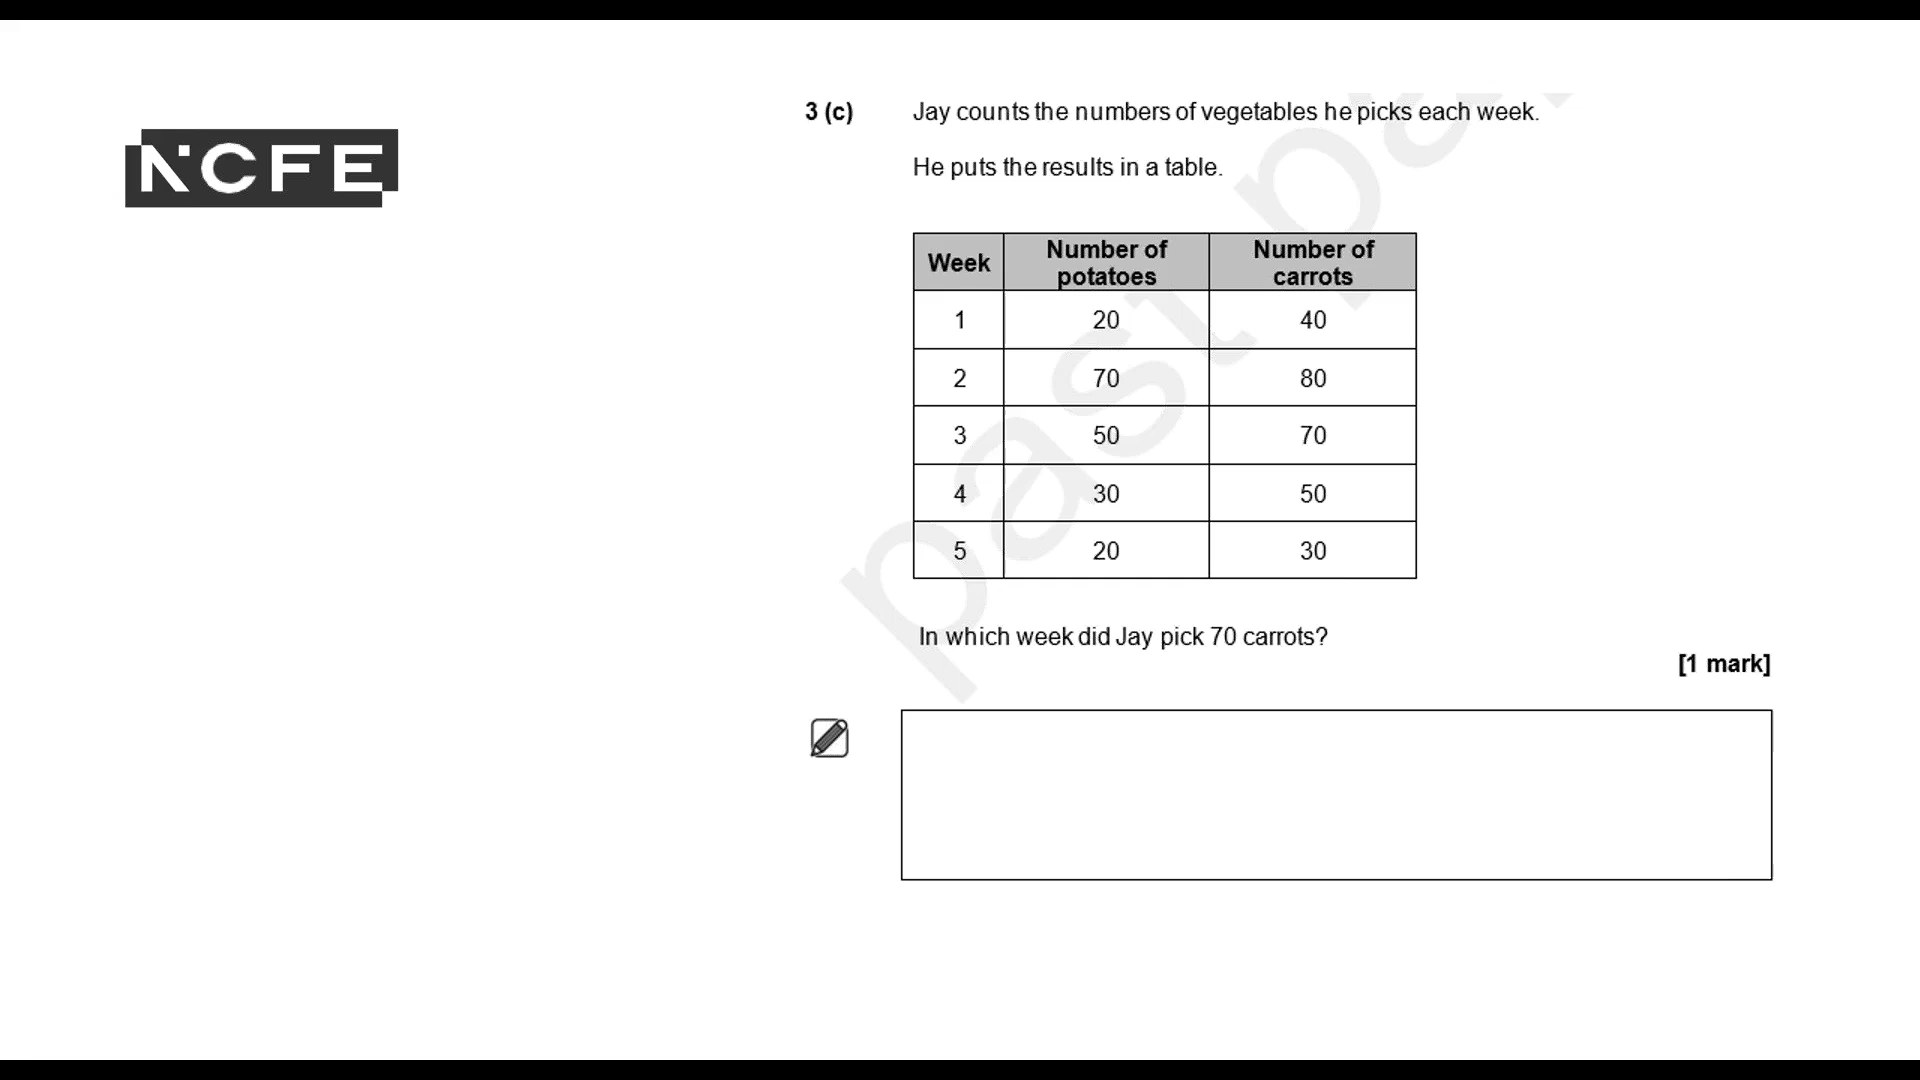 NCFE
3 (c) Jay counts the numbers of vegetables he picks each week.
He puts the results in a table.
Week Number of potatoes Number of carrots
1 20 40
2 70 80
3 50 70
4 30 50
5 20 30
In which week did Jay pick 70 carrots?
[1 mark]
past